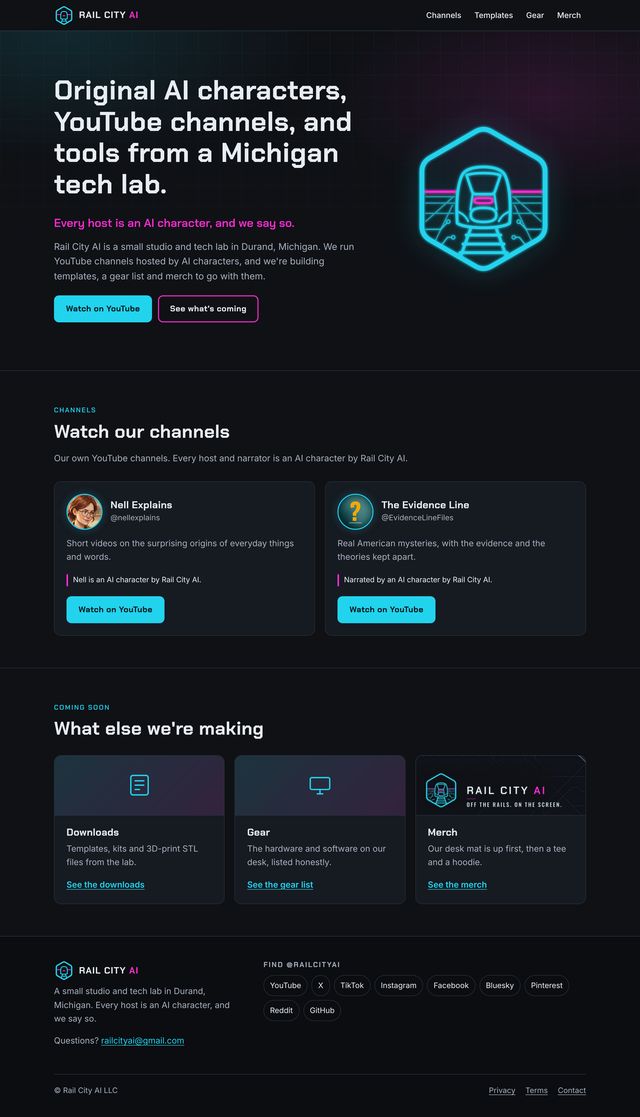 RAIL CITY AI
Channels Templates Gear Merch
Original AI characters,
YouTube channels, and
tools from a Michigan
tech lab.
Every host is an AI character, and we say so.
Rail City AI is a small studio and tech lab in Durand, Michigan. We run
YouTube channels hosted by AI characters, and we're building
templates, a gear list and merch to go with them.
Watch on YouTube
See what's coming
CHANNELS
Watch our channels
Our own YouTube channels. Every host and narrator is an AI character by Rail City AI.
Nell Explains
@nellexplains
Short videos on the surprising origins of everyday things
and words.
Nell is an AI character by Rail City AI.
Watch on YouTube
?
The Evidence Line
@EvidenceLineFiles
Real American mysteries, with the evidence and the
theories kept apart.
Narrated by an AI character by Rail City AI.
Watch on YouTube
COMING SOON
What else we're making
Downloads
Templates, kits and 3D-print STL
files from the lab.
See the downloads
Gear
The hardware and software on our
desk, listed honestly.
See the gear list
RAIL CITY AI
OFF THE RAILS. ON THE SCREEN.
Merch
Our desk mat is up first, then a tee
and a hoodie.
See the merch
RAIL CITY AI
A small studio and tech lab in Durand,
Michigan. Every host is an AI character, and
we say so.
Questions? railcityai@gmail.com
FIND @RAILCITYAI
YouTube X TikTok Instagram Facebook Bluesky Pinterest
Reddit GitHub
© Rail City AI LLC
Privacy Terms Contact